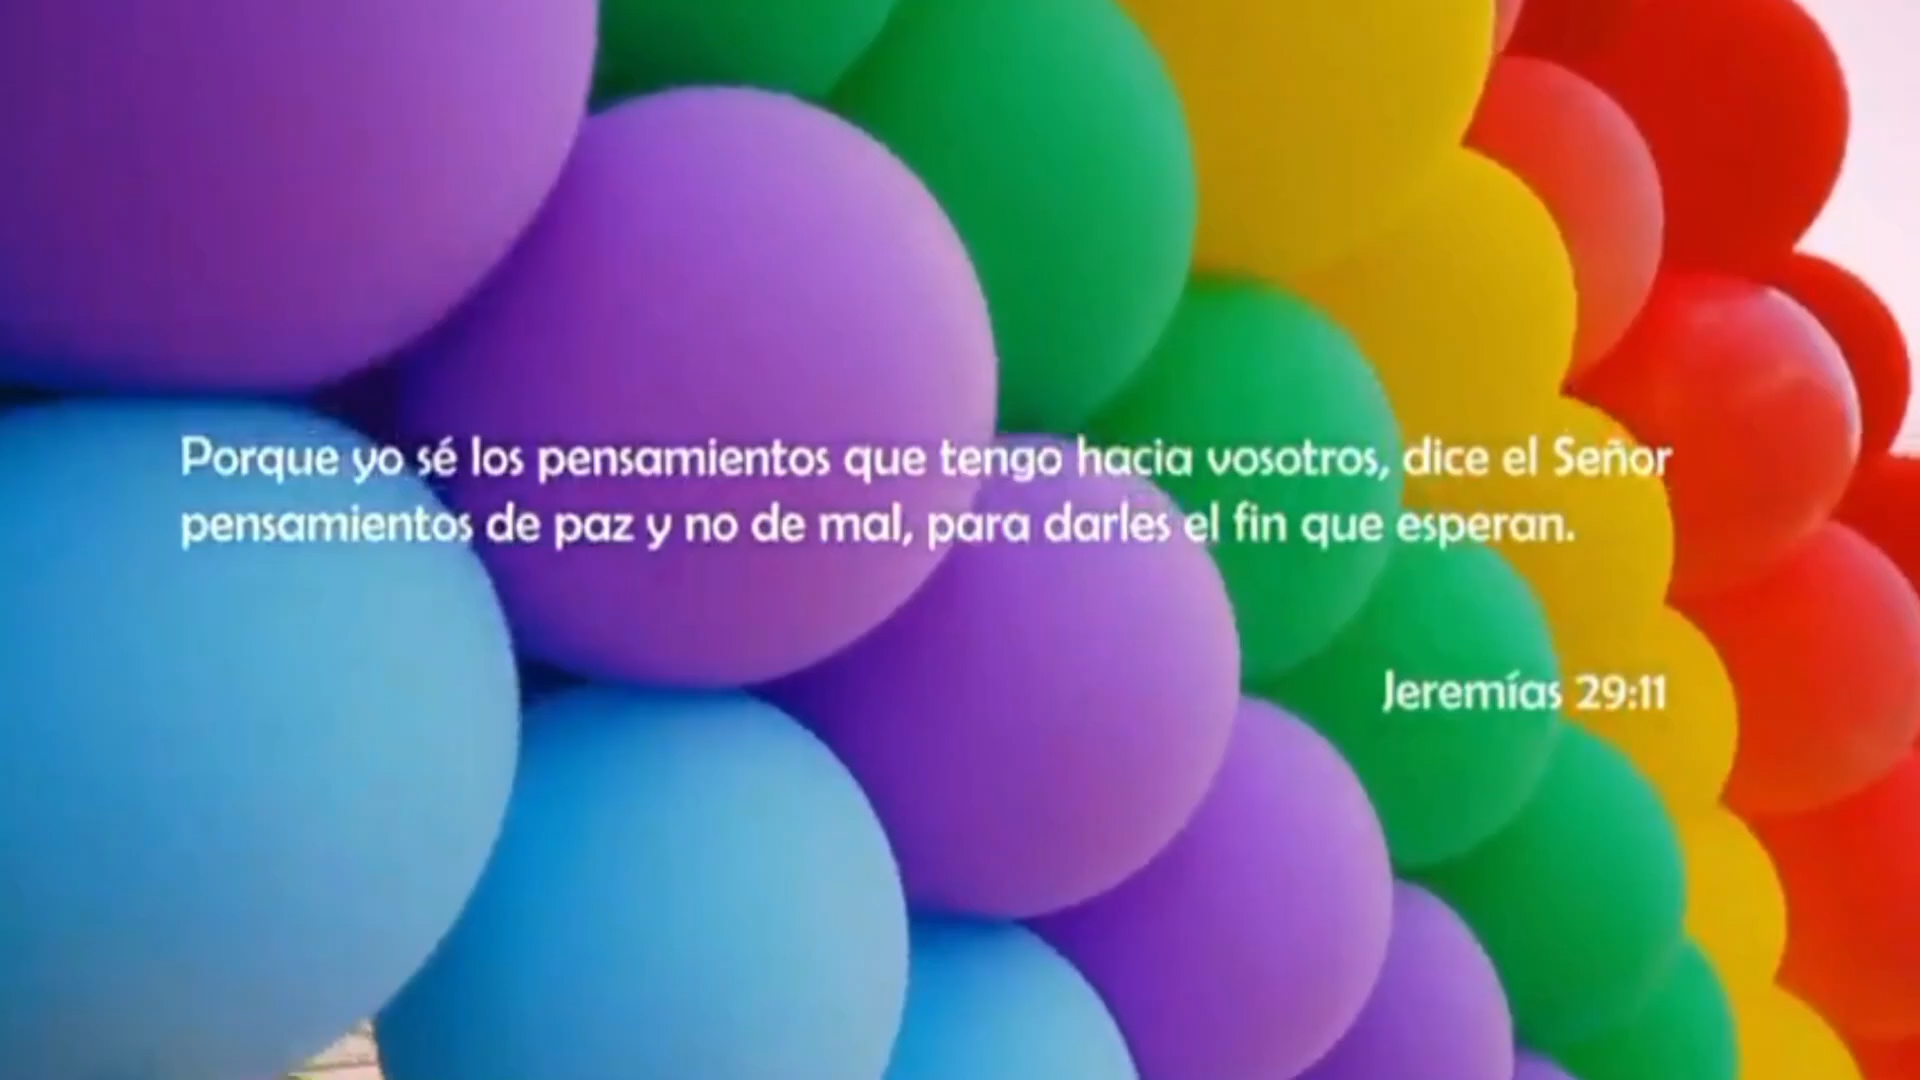 Porque yo sé los pensamientos que tengo hacia vosotros, dice el Señor
pensamientos de paz y no de mal, para darles el fin que esperan.
Jeremías 29:11